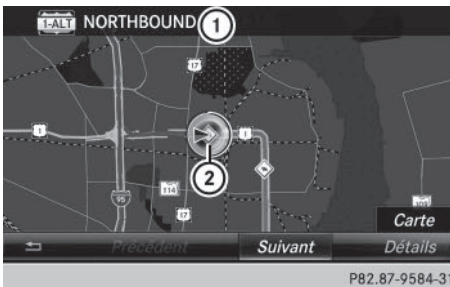 1-ALT NORTHBOUND 1
17
1
1
2
114
95
17
Carte
Précédent Suivant Détails
P82.87-9584-31